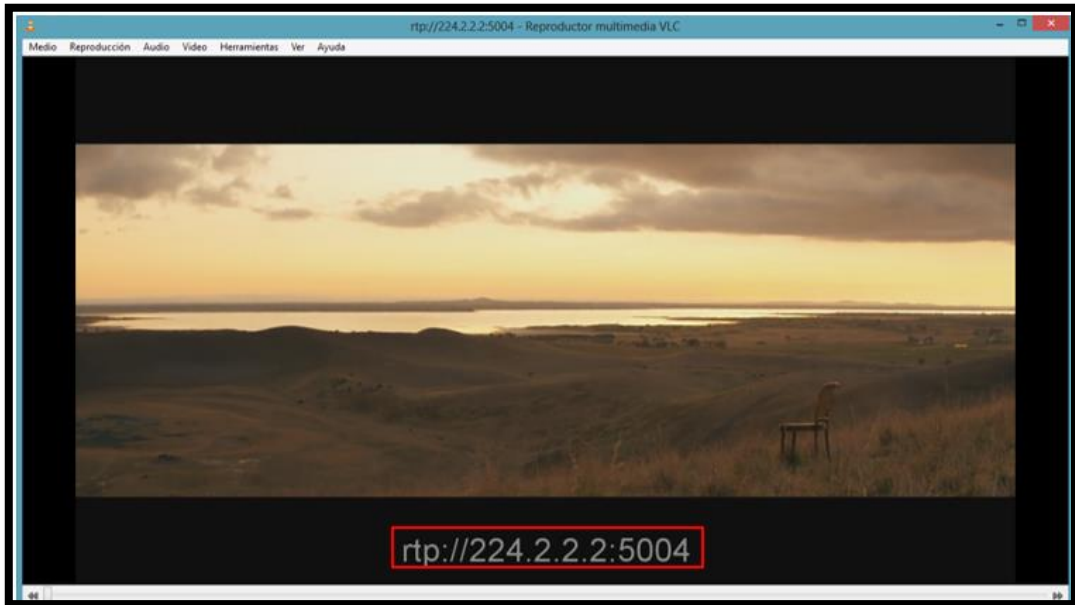 rtp://224.2.2.2:5004 - Reproductor multimedia VLC
Medio Reproducción Audio Video Herramientas Ver Ayuda
rtp://224.2.2.2:5004